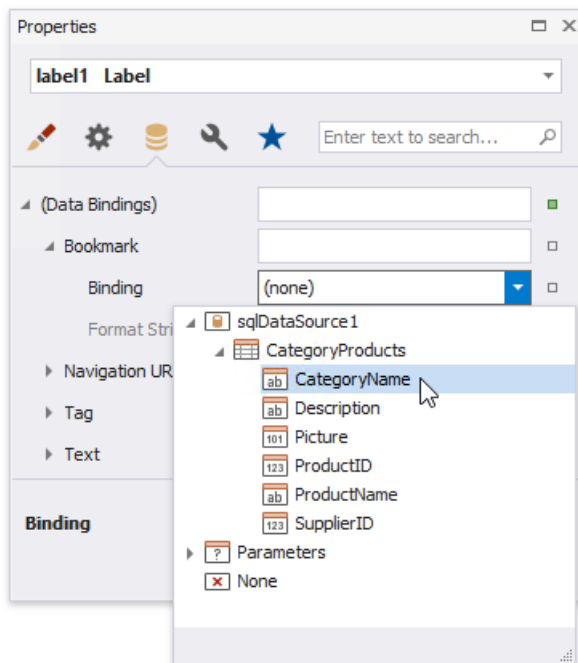 Properties
label1 Label
Enter text to search...
(Data Bindings)
Bookmark
Binding
(none)
Format Stri
sqlDataSource1
CategoryProducts
Navigation UR
ab CategoryName
Tag
ab Description
101 Picture
Text
123 ProductID
ab ProductName
Binding
123 SupplierID
? Parameters
None